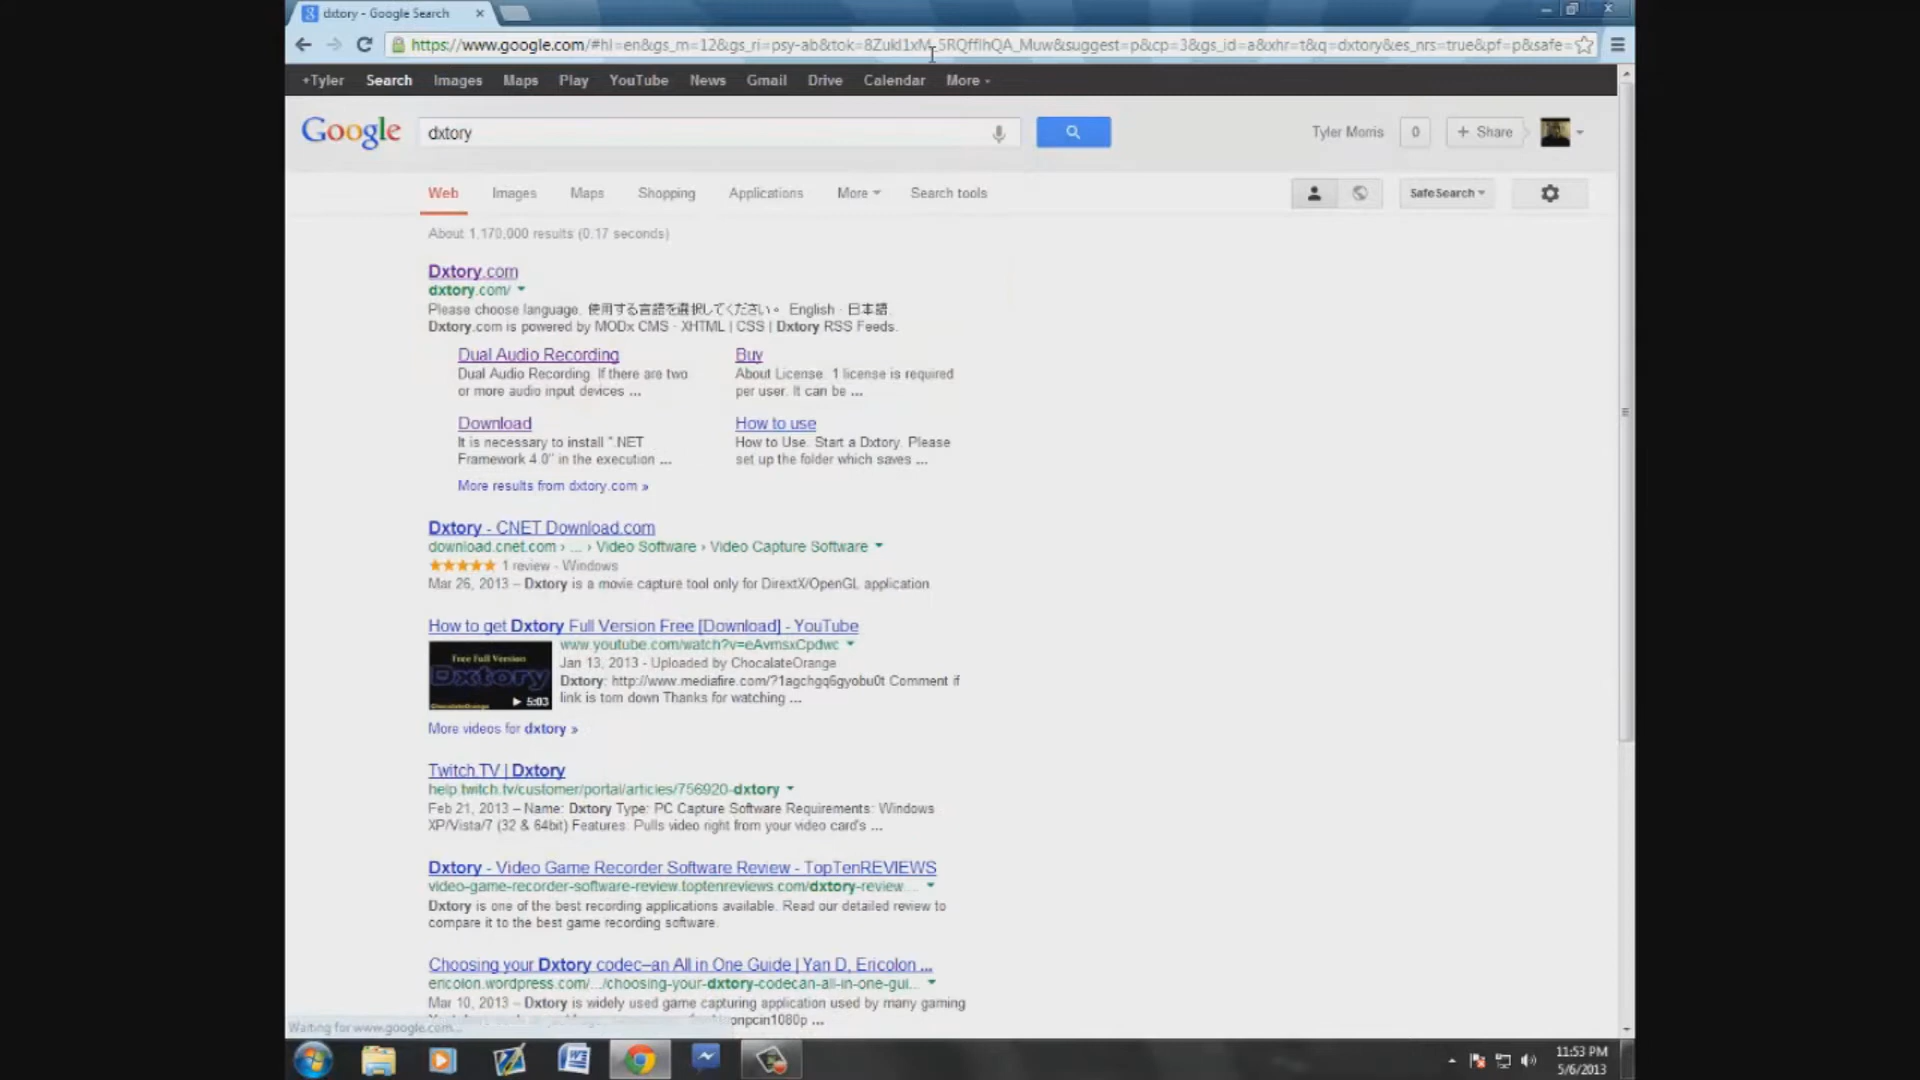 dxtory - Google Search
https://www.google.com/#hl=en&gs_m=12&gs_ri=psy-ab&tok=8ZukI1xM_5RQffIhQA_Muw&suggest=p&cp=3&gs_id=a&xhr=t&q=dxtory&es_nrs=true&pf=p&safe=
+Tyler Search Images Maps Play YouTube News Gmail Drive Calendar More
Google dxtory Tyler Morris 0 + Share
Web Images Maps Shopping Applications More Search tools SafeSearch
About 1,170,000 results (0.17 seconds)
Dxtory.com
dxtory.com/
Please choose language. 使用する言語を選択してください。 English · 日本語.
Dxtory.com is powered by MODx CMS · XHTML | CSS | Dxtory RSS Feeds.
Dual Audio Recording Buy
Dual Audio Recording. If there are two About License. 1 license is required
or more audio input devices ... per user. It can be ...
Download How to use
It is necessary to install ".NET How to Use. Start a Dxtory. Please
Framework 4.0" in the execution ... set up the folder which saves ...
More results from dxtory.com »
Dxtory - CNET Download.com
download.cnet.com › ... › Video Software › Video Capture Software
1 review - Windows
Mar 26, 2013 – Dxtory is a movie capture tool only for DirextX/OpenGL application
How to get Dxtory Full Version Free [Download] - YouTube
www.youtube.com/watch?v=eAvmsxCpdwc
Free Full Version
Jan 13, 2013 - Uploaded by ChocalateOrange
Dxtory
Dxtory: http://www.mediafire.com/?1agchgq6gyobu0t Comment if
link is torn down Thanks for watching ...
ChocalateOrange 5:03
More videos for dxtory »
Twitch.TV | Dxtory
help.twitch.tv/customer/portal/articles/756920-dxtory
Feb 21, 2013 – Name: Dxtory Type: PC Capture Software Requirements: Windows
XP/Vista/7 (32 & 64bit) Features: Pulls video right from your video card's ...
Dxtory - Video Game Recorder Software Review - TopTenREVIEWS
video-game-recorder-software-review.toptenreviews.com/dxtory-review...
Dxtory is one of the best recording applications available. Read our detailed review to
compare it to the best game recording software.
Choosing your Dxtory codec–an All in One Guide | Yan D, Ericolon ...
ericolon.wordpress.com/.../choosing-your-dxtory-codecan-all-in-one-gui...
Mar 10, 2013 – Dxtory is widely used game capturing application used by many gaming
onpcin1080p ...
Waiting for www.google.com...
11:53 PM
5/6/2013